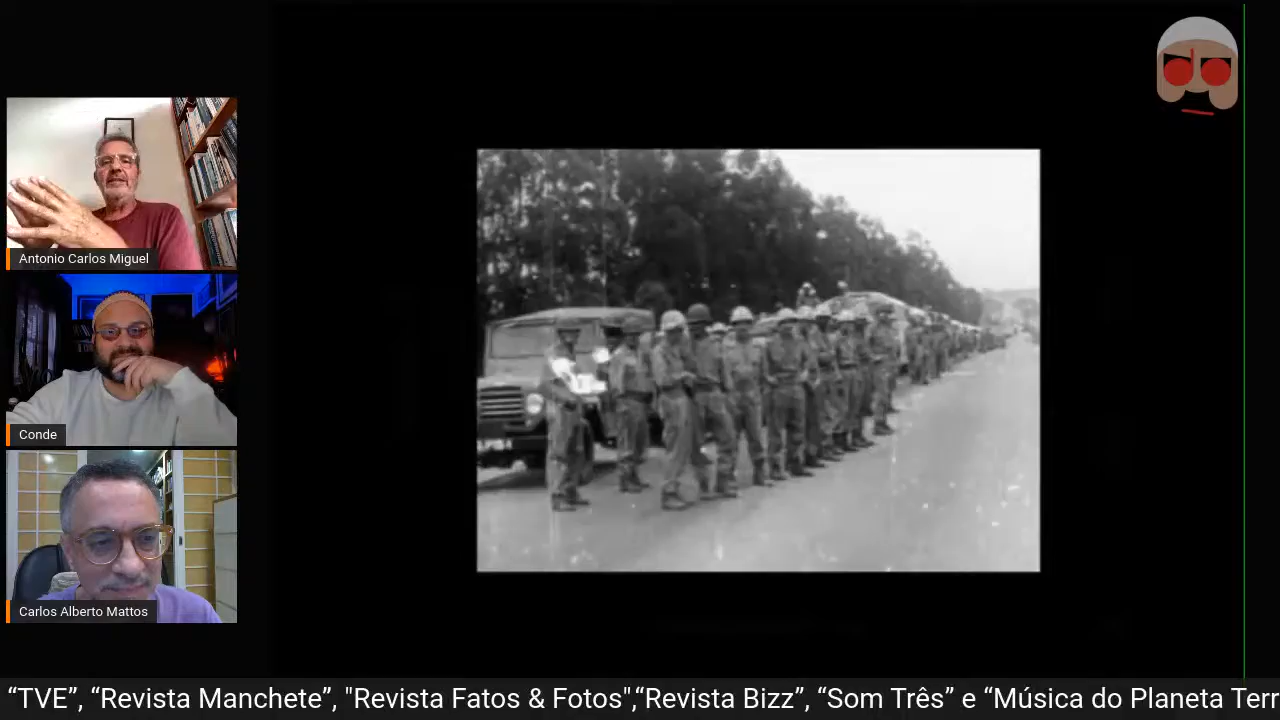 Antonio Carlos Miguel
Conde
Carlos Alberto Mattos
“TVE”, “Revista Manchete”, "Revista Fatos & Fotos",“Revista Bizz”, “Som Três” e “Música do Planeta Terr